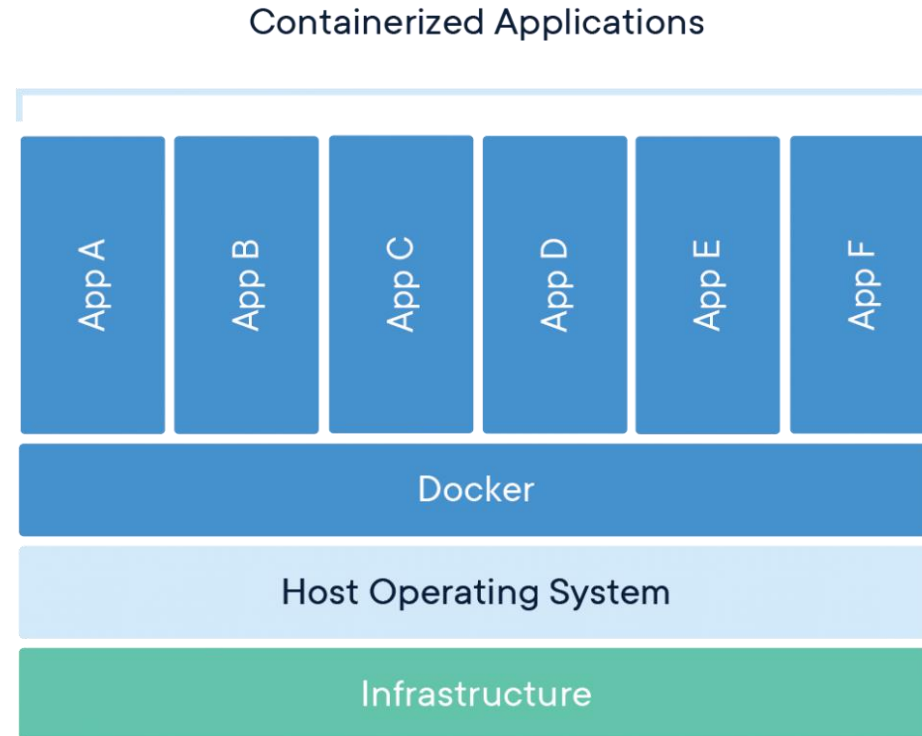 Containerized Applications
App A
App B
App C
App D
App E
App F
Docker
Host Operating System
Infrastructure